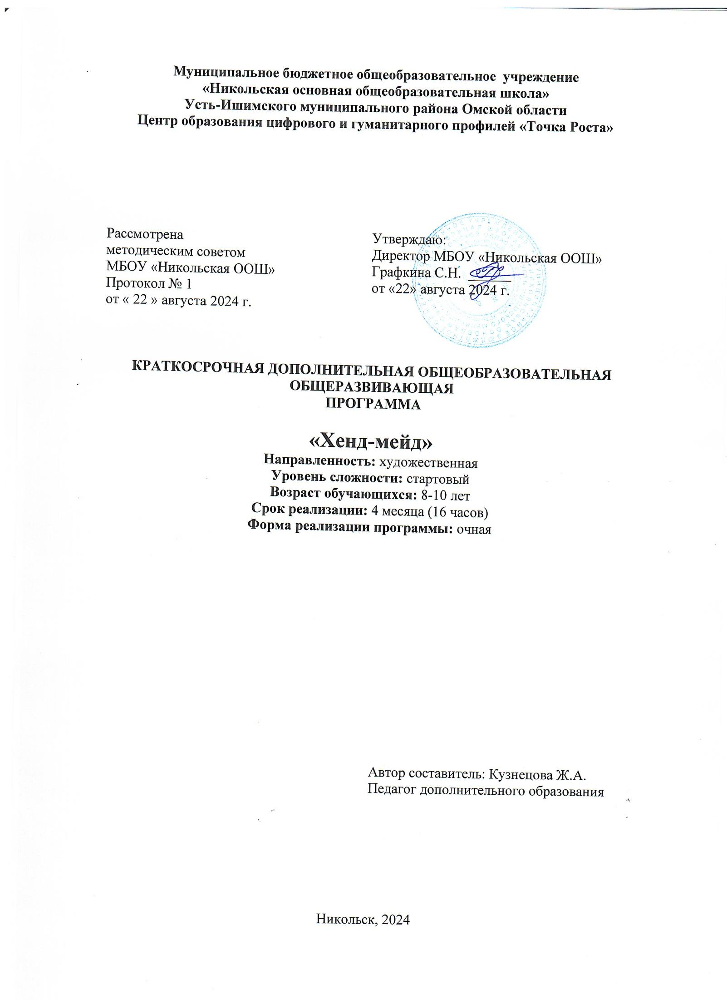 Муниципальное бюджетное общеобразовательное учреждение
«Никольская основная общеобразовательная школа»
Усть-Ишимского муниципального района Омской области
Центр образования цифрового и гуманитарного профилей «Точка Роста»
Рассмотрена
методическим советом
МБОУ «Никольская ООШ»
Протокол № 1
от « 22 » августа 2024 г.
Утверждаю:
Директор МБОУ «Никольская ООШ»
Графкина С.Н. ______
от «22» августа 2024 г.
КРАТКОСРОЧНАЯ ДОПОЛНИТЕЛЬНАЯ ОБЩЕОБРАЗОВАТЕЛЬНАЯ
ОБЩЕРАЗВИВАЮЩАЯ
ПРОГРАММА
«Хенд-мейд»
Направленность: художественная
Уровень сложности: стартовый
Возраст обучающихся: 8-10 лет
Срок реализации: 4 месяца (16 часов)
Форма реализации программы: очная
Автор составитель: Кузнецова Ж.А.
Педагог дополнительного образования
Никольск, 2024